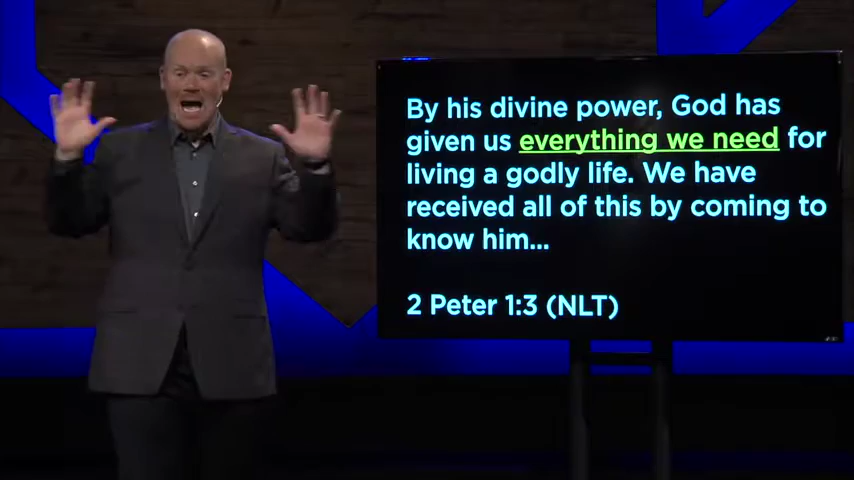 By his divine power, God has
given us everything we need for
living a godly life. We have
received all of this by coming to
know him...
2 Peter 1:3 (NLT)